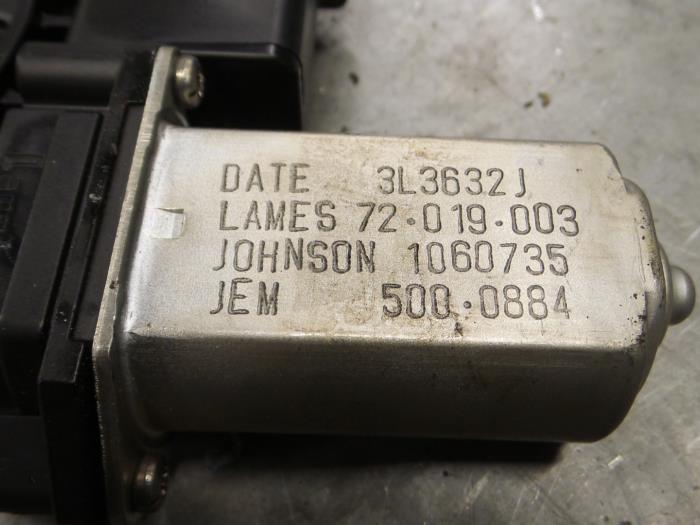 DATE 3L3632J
LAMES 72·019·003
JOHNSON 1060735
JEM 500·0884